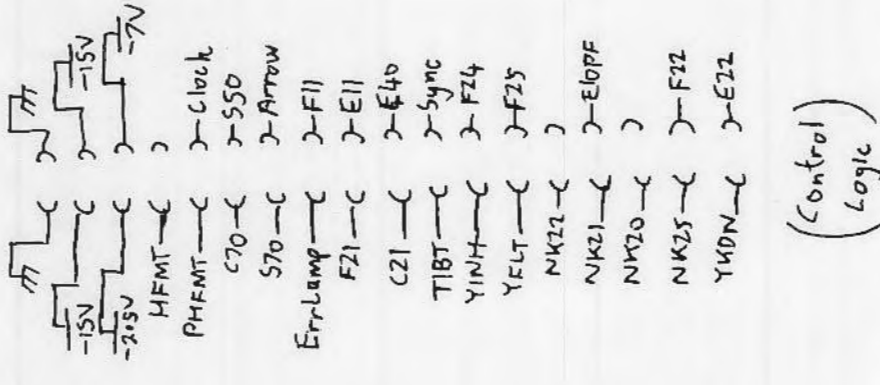 -15V -15V
-20.5V -7V
HFMT
PHFMT Clock
C70 S50
S70 Arrow
ErrLamp F11
F21 E11
C21 E40
TIBT Sync
YINH F24
YFLT F25
NK22
NK21 E10PF
NK20
NK25 F22
YKDN E22
(Control
Logic)